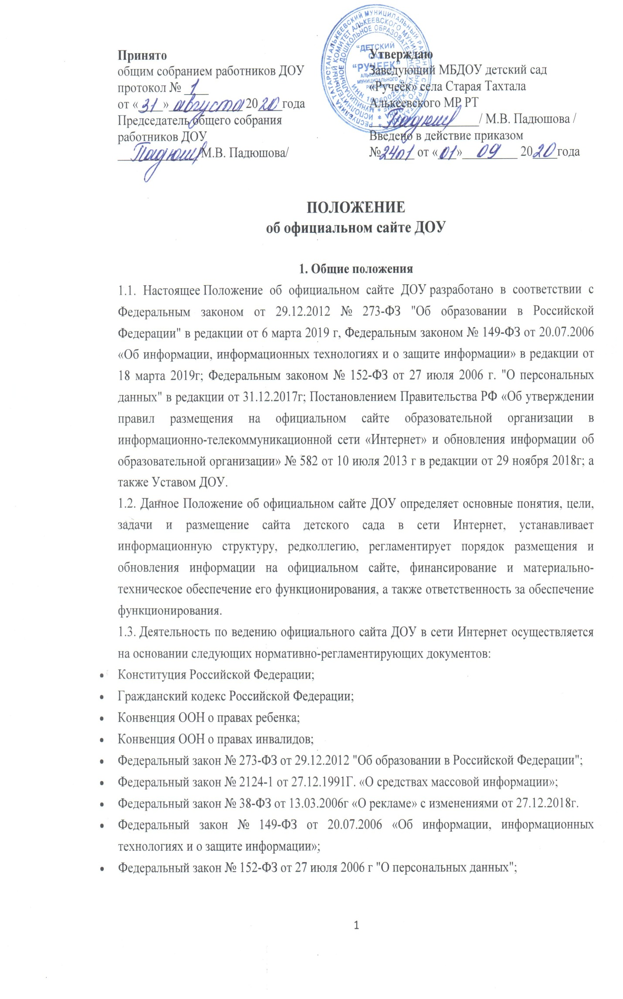 Принято
общим собранием работников ДОУ
протокол № 1
от «31» августа 2020 года
Председатель общего собрания
работников ДОУ
/М.В. Падюшова/
Утверждаю
Заведующий МБДОУ детский сад
«Ручеёк» села Старая Тахтала
Алькеевского МР РТ
/ М.В. Падюшова /
Введено в действие приказом
№ от «01» 09 2020 года
"ДЕТСКИЙ
САД
"РУЧЕЕК"
АЛЬКЕЕВСКОГО
МУНИЦИПАЛЬНОГО
РАЙОНА
ПОЛОЖЕНИЕ
об официальном сайте ДОУ
1. Общие положения
1.1. Настоящее Положение об официальном сайте ДОУ разработано в соответствии с
Федеральным законом от 29.12.2012 № 273-ФЗ "Об образовании в Российской
Федерации" в редакции от 6 марта 2019 г, Федеральным законом № 149-ФЗ от 20.07.2006
«Об информации, информационных технологиях и о защите информации» в редакции от
18 марта 2019г; Федеральным законом № 152-ФЗ от 27 июля 2006 г. "О персональных
данных" в редакции от 31.12.2017г; Постановлением Правительства РФ «Об утверждении
правил размещения на официальном сайте образовательной организации в
информационно-телекоммуникационной сети «Интернет» и обновления информации об
образовательной организации» № 582 от 10 июля 2013 г в редакции от 29 ноября 2018г; а
также Уставом ДОУ.
1.2. Данное Положение об официальном сайте ДОУ определяет основные понятия, цели,
задачи и размещение сайта детского сада в сети Интернет, устанавливает
информационную структуру, редколлегию, регламентирует порядок размещения и
обновления информации на официальном сайте, финансирование и материально-
техническое обеспечение его функционирования, а также ответственность за обеспечение
функционирования.
1.3. Деятельность по ведению официального сайта ДОУ в сети Интернет осуществляется
на основании следующих нормативно-регламентирующих документов:
• Конституция Российской Федерации;
• Гражданский кодекс Российской Федерации;
• Конвенция ООН о правах ребенка;
• Конвенция ООН о правах инвалидов;
• Федеральный закон № 273-ФЗ от 29.12.2012 "Об образовании в Российской Федерации";
• Федеральный закон № 2124-1 от 27.12.1991Г. «О средствах массовой информации»;
• Федеральный закон № 38-ФЗ от 13.03.2006г «О рекламе» с изменениями от 27.12.2018г.
• Федеральный закон № 149-ФЗ от 20.07.2006 «Об информации, информационных
технологиях и о защите информации»;
• Федеральный закон № 152-ФЗ от 27 июля 2006 г "О персональных данных";
1